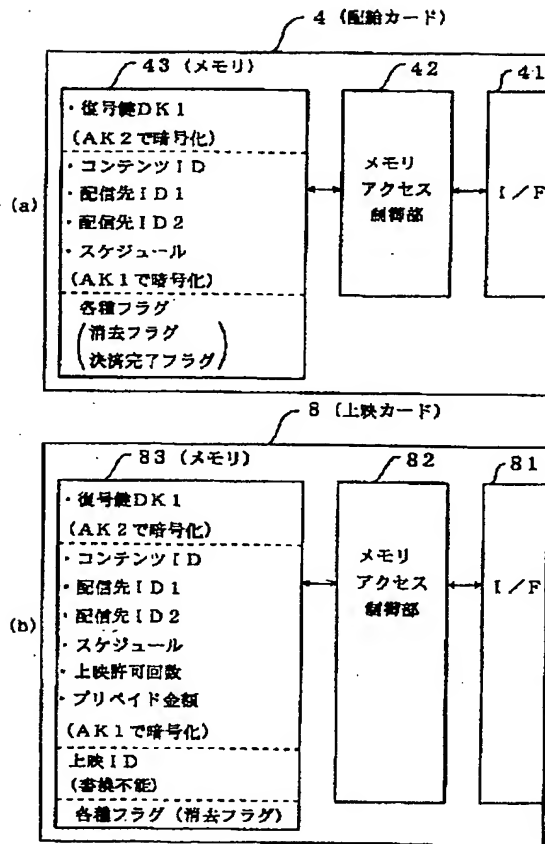 4 (配給カード)
(a)
43 (メモリ)
・復号鍵DK1
(AK2で暗号化)
・コンテンツID
・配信先ID1
・配信先ID2
・スケジュール
(AK1で暗号化)
各種フラグ
(消去フラグ
決済完了フラグ)
42
メモリ
アクセス
制御部
41
I/F
8 (上映カード)
(b)
83 (メモリ)
・復号鍵DK1
(AK2で暗号化)
・コンテンツID
・配信先ID1
・配信先ID2
・スケジュール
・上映許可回数
・プリペイド金額
(AK1で暗号化)
上映ID
(書換不能)
各種フラグ (消去フラグ)
82
メモリ
アクセス
制御部
81
I/F